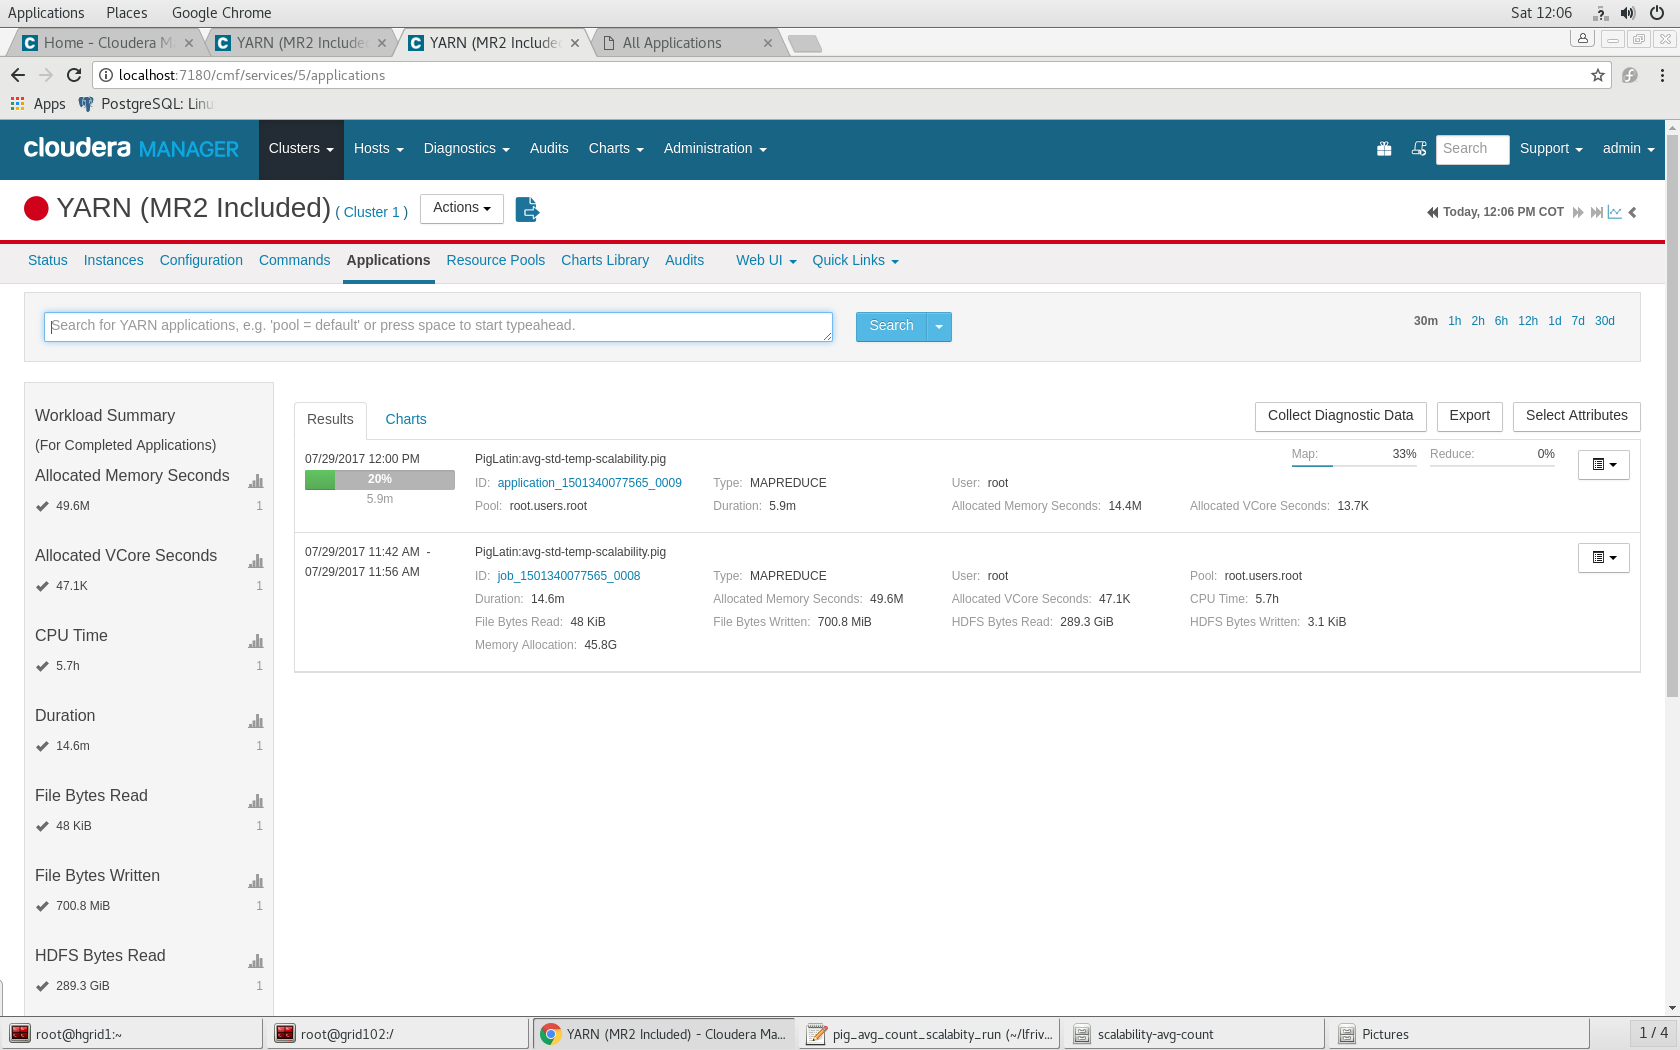 Applications Places Google Chrome Sat 12:06
Home - Cloudera M YARN (MR2 Include YARN (MR2 Include All Applications
localhost:7180/cmf/services/5/applications
Apps PostgreSQL: Linu
cloudera MANAGER Clusters Hosts Diagnostics Audits Charts Administration Search Support admin
YARN (MR2 Included) ( Cluster 1 ) Actions Today, 12:06 PM COT
Status Instances Configuration Commands Applications Resource Pools Charts Library Audits Web UI Quick Links
Search for YARN applications, e.g. 'pool = default' or press space to start typeahead. Search 30m 1h 2h 6h 12h 1d 7d 30d
Workload Summary
(For Completed Applications)
Allocated Memory Seconds
49.6M 1
Allocated VCore Seconds
47.1K 1
CPU Time
5.7h 1
Duration
14.6m 1
File Bytes Read
48 KiB 1
File Bytes Written
700.8 MiB 1
HDFS Bytes Read
289.3 GiB 1
Results Charts Collect Diagnostic Data Export Select Attributes
07/29/2017 12:00 PM PigLatin:avg-std-temp-scalability.pig Map: 33% Reduce: 0%
20% ID: application_1501340077565_0009 Type: MAPREDUCE User: root
5.9m Pool: root.users.root Duration: 5.9m Allocated Memory Seconds: 14.4M Allocated VCore Seconds: 13.7K
07/29/2017 11:42 AM - PigLatin:avg-std-temp-scalability.pig
07/29/2017 11:56 AM ID: job_1501340077565_0008 Type: MAPREDUCE User: root Pool: root.users.root
Duration: 14.6m Allocated Memory Seconds: 49.6M Allocated VCore Seconds: 47.1K CPU Time: 5.7h
File Bytes Read: 48 KiB File Bytes Written: 700.8 MiB HDFS Bytes Read: 289.3 GiB HDFS Bytes Written: 3.1 KiB
Memory Allocation: 45.8G
root@hgrid1:~ root@grid102:/ YARN (MR2 Included) - Cloudera Ma... pig_avg_count_scalabity_run (~/lfriv... scalability-avg-count Pictures 1 / 4